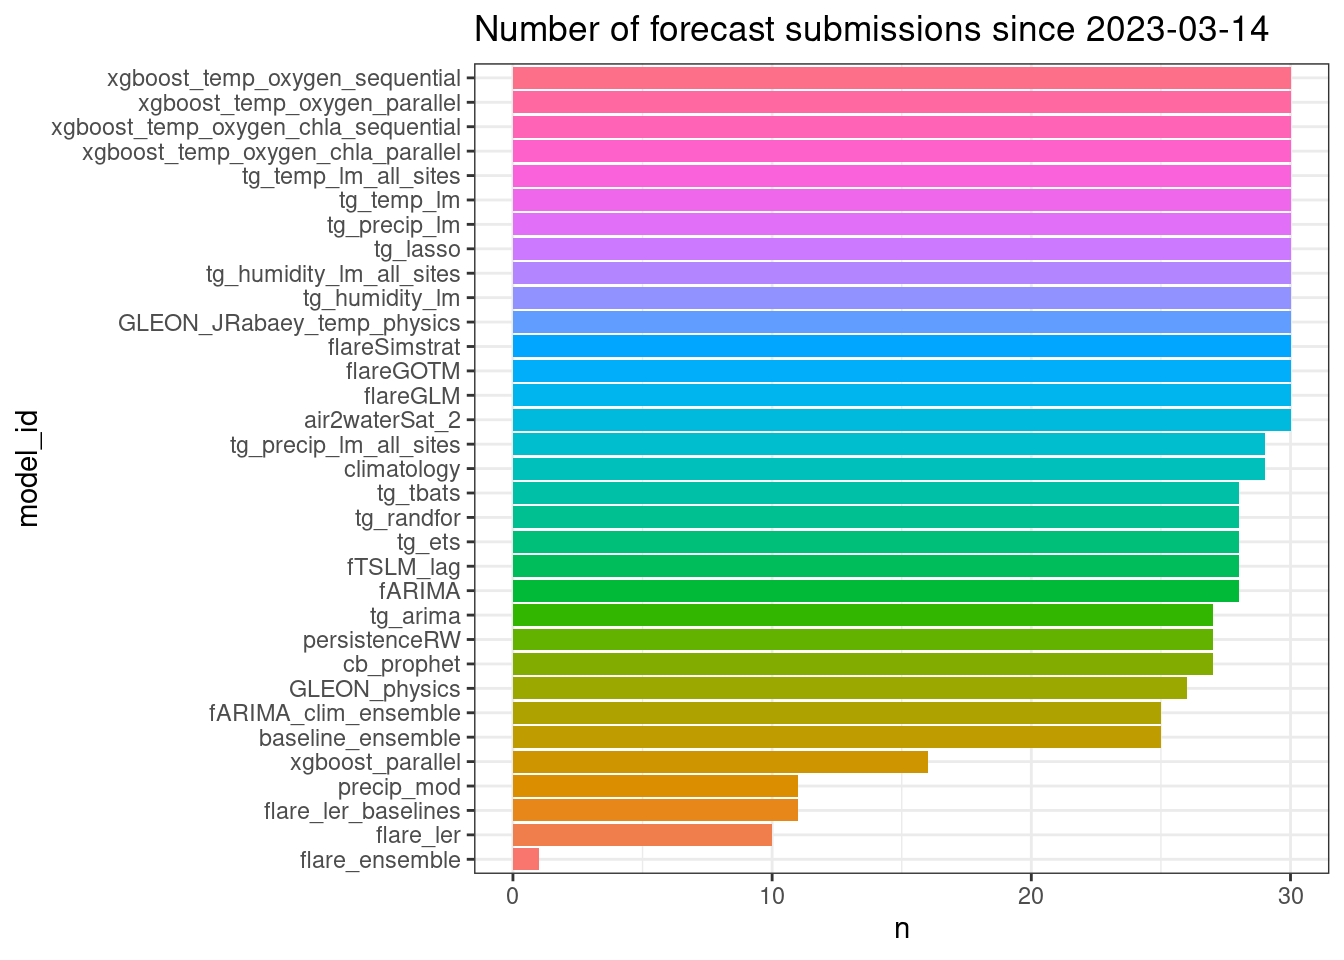 Number of forecast submissions since 2023-03-14
xgboost_temp_oxygen_sequential
xgboost_temp_oxygen_parallel
xgboost_temp_oxygen_chla_sequential
xgboost_temp_oxygen_chla_parallel
tg_temp_lm_all_sites
tg_temp_lm
tg_precip_lm
tg_lasso
tg_humidity_lm_all_sites
tg_humidity_lm
GLEON_JRabaey_temp_physics
flareSimstrat
flareGOTM
flareGLM
air2waterSat_2
tg_precip_lm_all_sites
climatology
tg_tbats
tg_randfor
tg_ets
fTSLM_lag
fARIMA
tg_arima
persistenceRW
cb_prophet
GLEON_physics
fARIMA_clim_ensemble
baseline_ensemble
xgboost_parallel
precip_mod
flare_ler_baselines
flare_ler
flare_ensemble
model_id
0 10 20 30
n